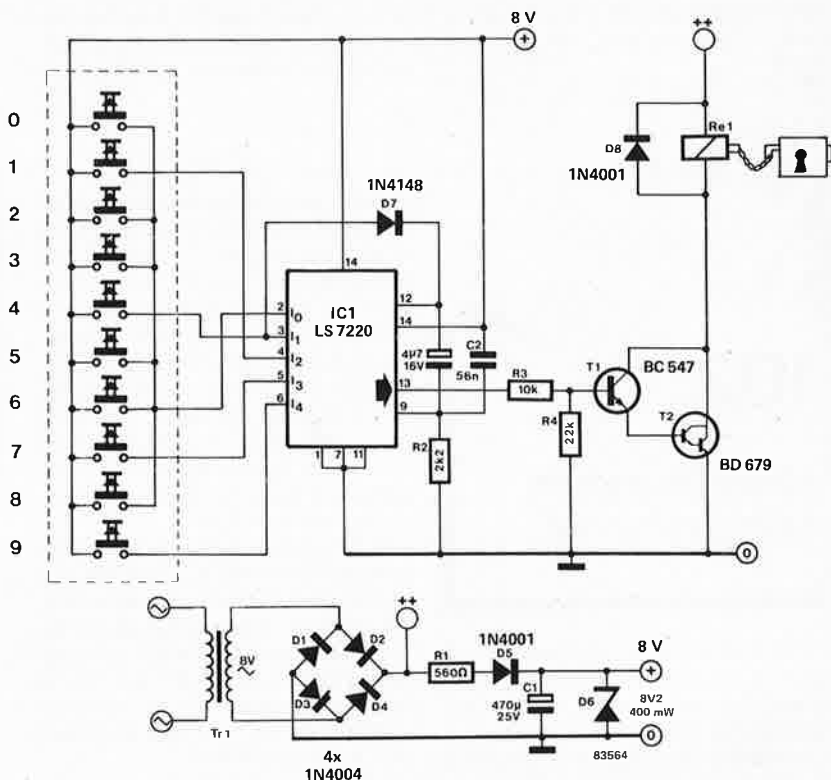 8 V
+
++
0
1
2
3
4
5
6
7
8
9
D8
1N4001
Re1
1N4148
D7
14
IC1
LS 7220
2 I0
3 I1
4 I2
5 I3
6 I4
12
14
13
9
1 7 11
4µ7
16V
C2
56n
R2
2k2
R3
10k
R4
22k
T1
BC 547
T2
BD 679
0
++
Tr1
8V
D1
D2
D3
D4
4x
1N4004
R1
560Ω
1N4001
D5
C1
470µ
25V
D6
8 V
+
8V2
400 mW
0
83564